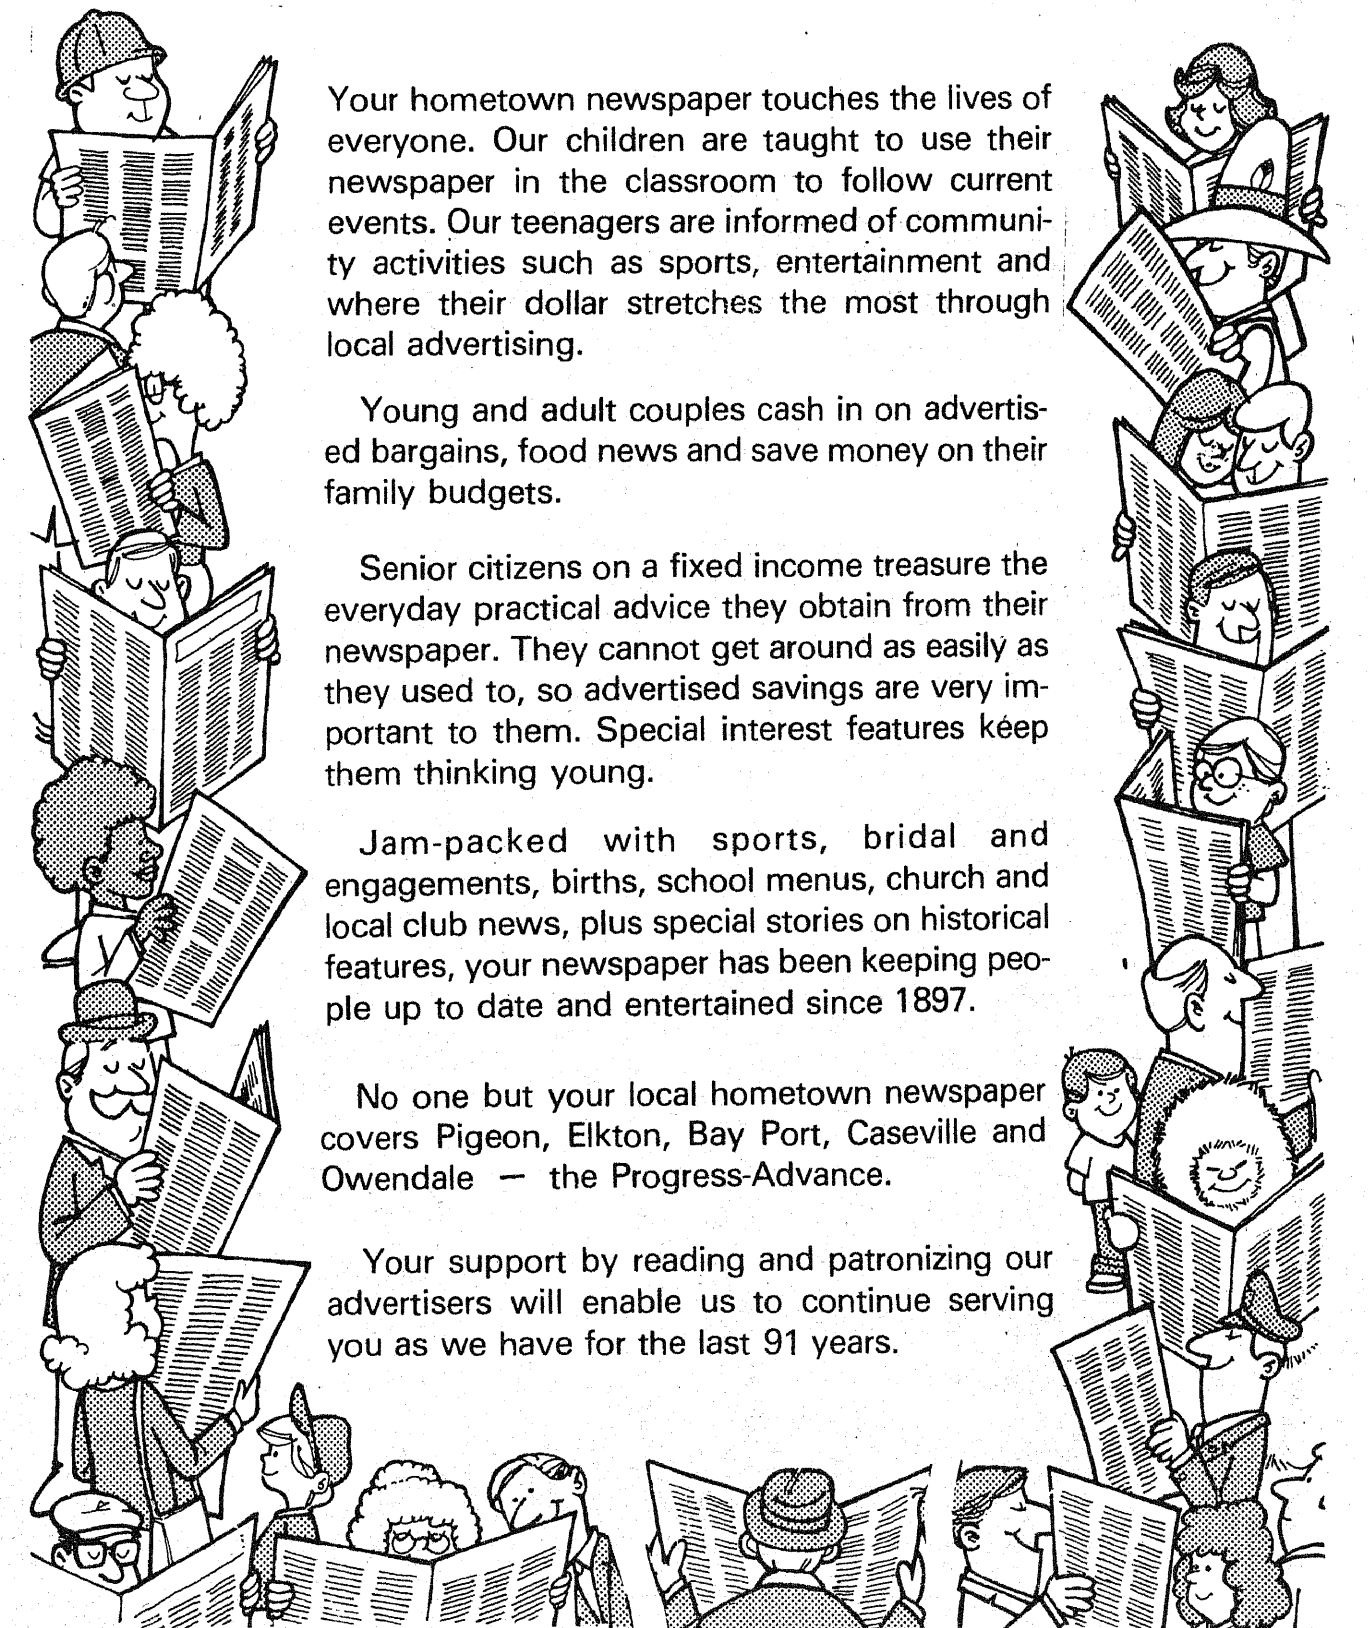 Your hometown newspaper touches the lives of
everyone. Our children are taught to use their
newspaper in the classroom to follow current
events. Our teenagers are informed of communi-
ty activities such as sports, entertainment and
where their dollar stretches the most through
local advertising.
Young and adult couples cash in on advertis-
ed bargains, food news and save money on their
family budgets.
Senior citizens on a fixed income treasure the
everyday practical advice they obtain from their
newspaper. They cannot get around as easily as
they used to, so advertised savings are very im-
portant to them. Special interest features keep
them thinking young.
Jam-packed with sports, bridal and
engagements, births, school menus, church and
local club news, plus special stories on historical
features, your newspaper has been keeping peo-
ple up to date and entertained since 1897.
No one but your local hometown newspaper
covers Pigeon, Elkton, Bay Port, Caseville and
Owendale — the Progress-Advance.
Your support by reading and patronizing our
advertisers will enable us to continue serving
you as we have for the last 91 years.